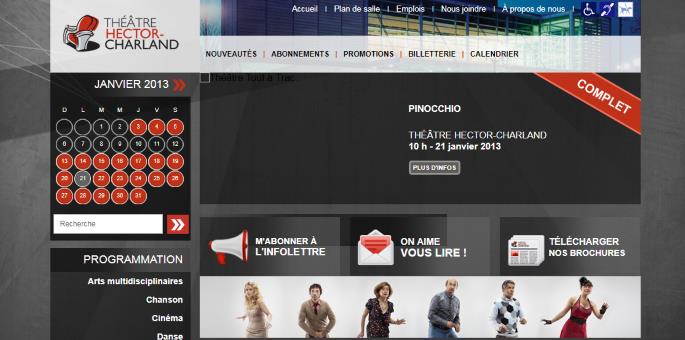 THÉÂTRE
HECTOR-
CHARLAND
Accueil | Plan de salle | Emplois | Nous joindre | À propos de nous |
NOUVEAUTÉS | ABONNEMENTS | PROMOTIONS | BILLETTERIE | CALENDRIER
JANVIER 2013
D L M M J V S
1 2 3 4 5
6 7 8 9 10 11 12
13 14 15 16 17 18 19
20 21 22 23 24 25 26
27 28 29 30 31
Recherche
PROGRAMMATION
Arts multidisciplinaires
Chanson
Cinéma
Danse
Théâtre Tout à Trac
COMPLET
PINOCCHIO
THÉÂTRE HECTOR-CHARLAND
10 h - 21 janvier 2013
PLUS D'INFOS
M'ABONNER À
L'INFOLETTRE
ON AIME
VOUS LIRE !
TÉLÉCHARGER
NOS BROCHURES